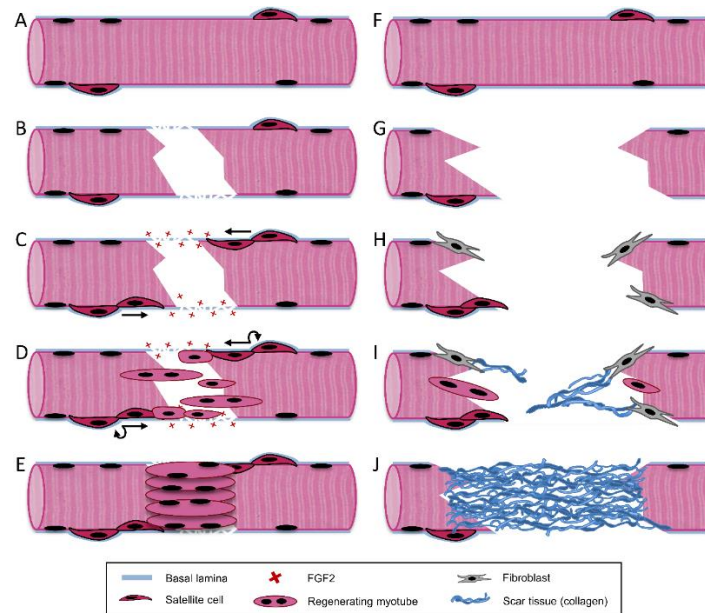 A
F
B
G
C
H
D
I
E
J
Basal lamina
FGF2
Fibroblast
Satellite cell
Regenerating myotube
Scar tissue (collagen)